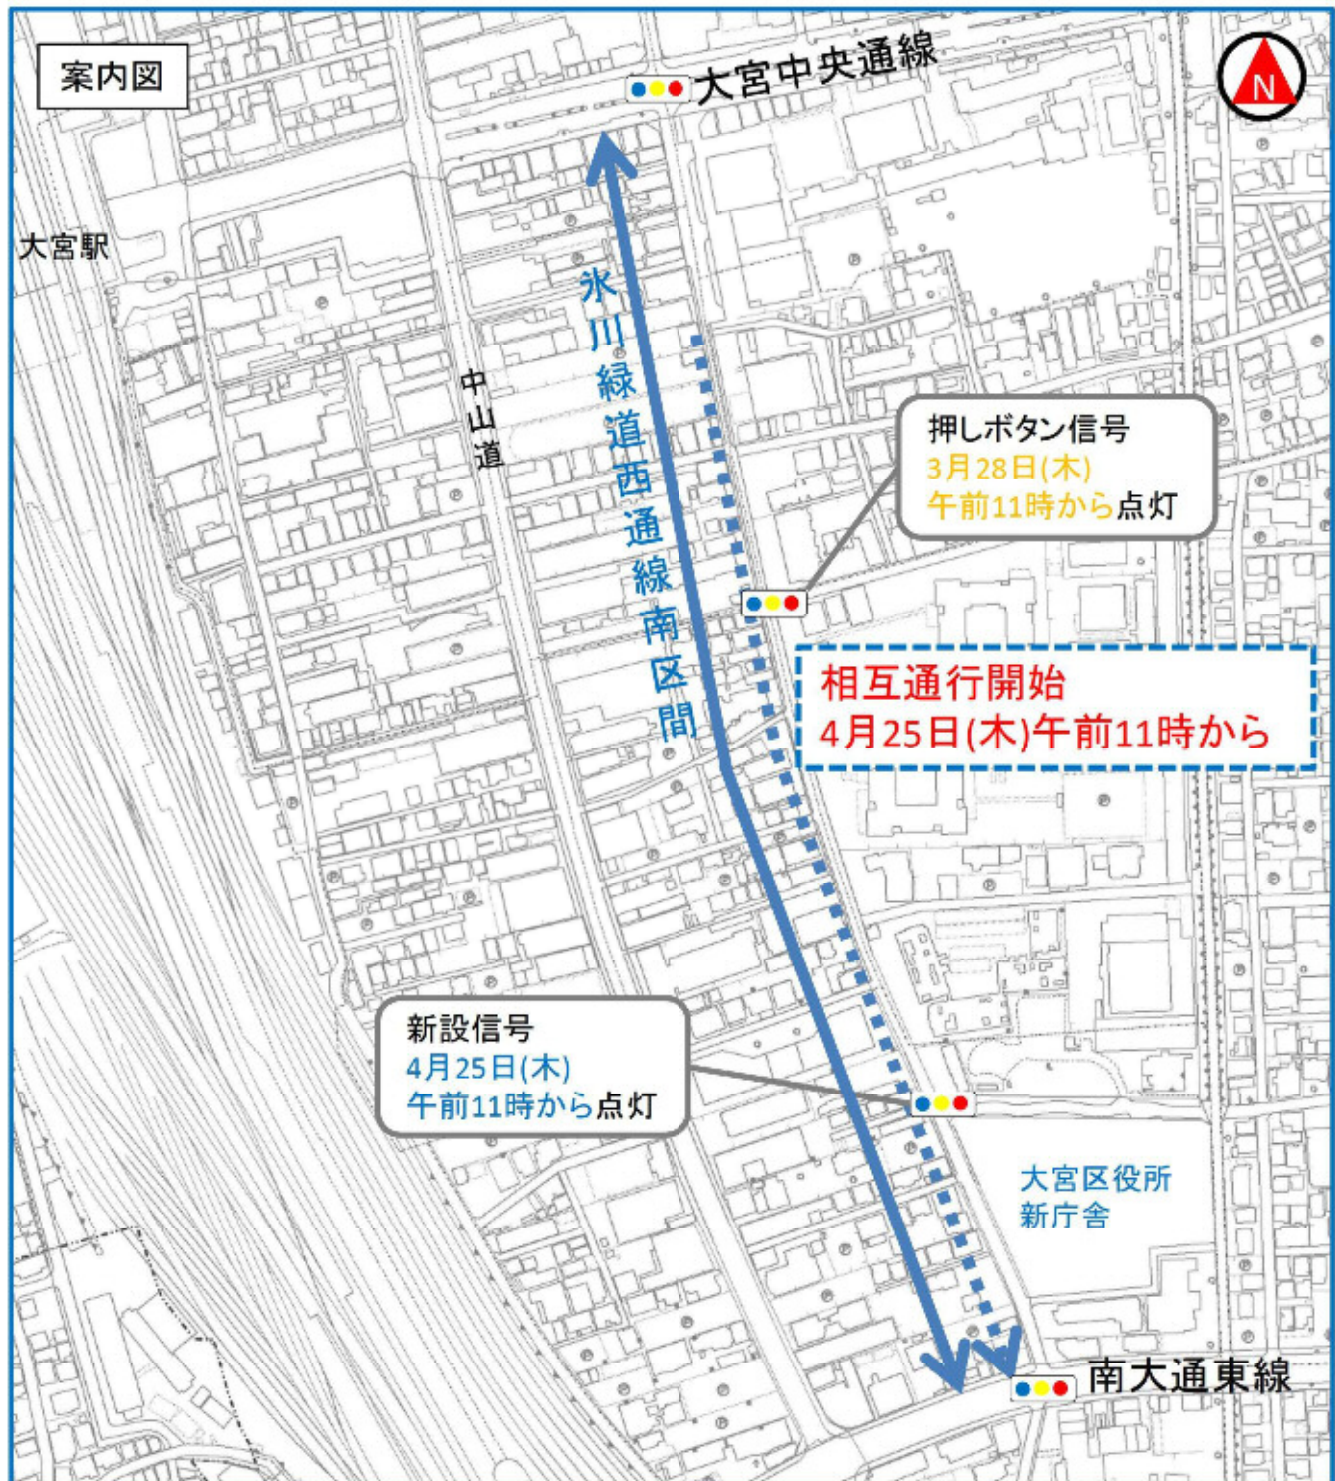 案内図
大宮中央通線
N
大宮駅
氷川緑道西通線南区間
中山道
押しボタン信号
3月28日(木)
午前11時から点灯
相互通行開始
4月25日(木)午前11時から
新設信号
4月25日(木)
午前11時から点灯
大宮区役所
新庁舎
南大通東線